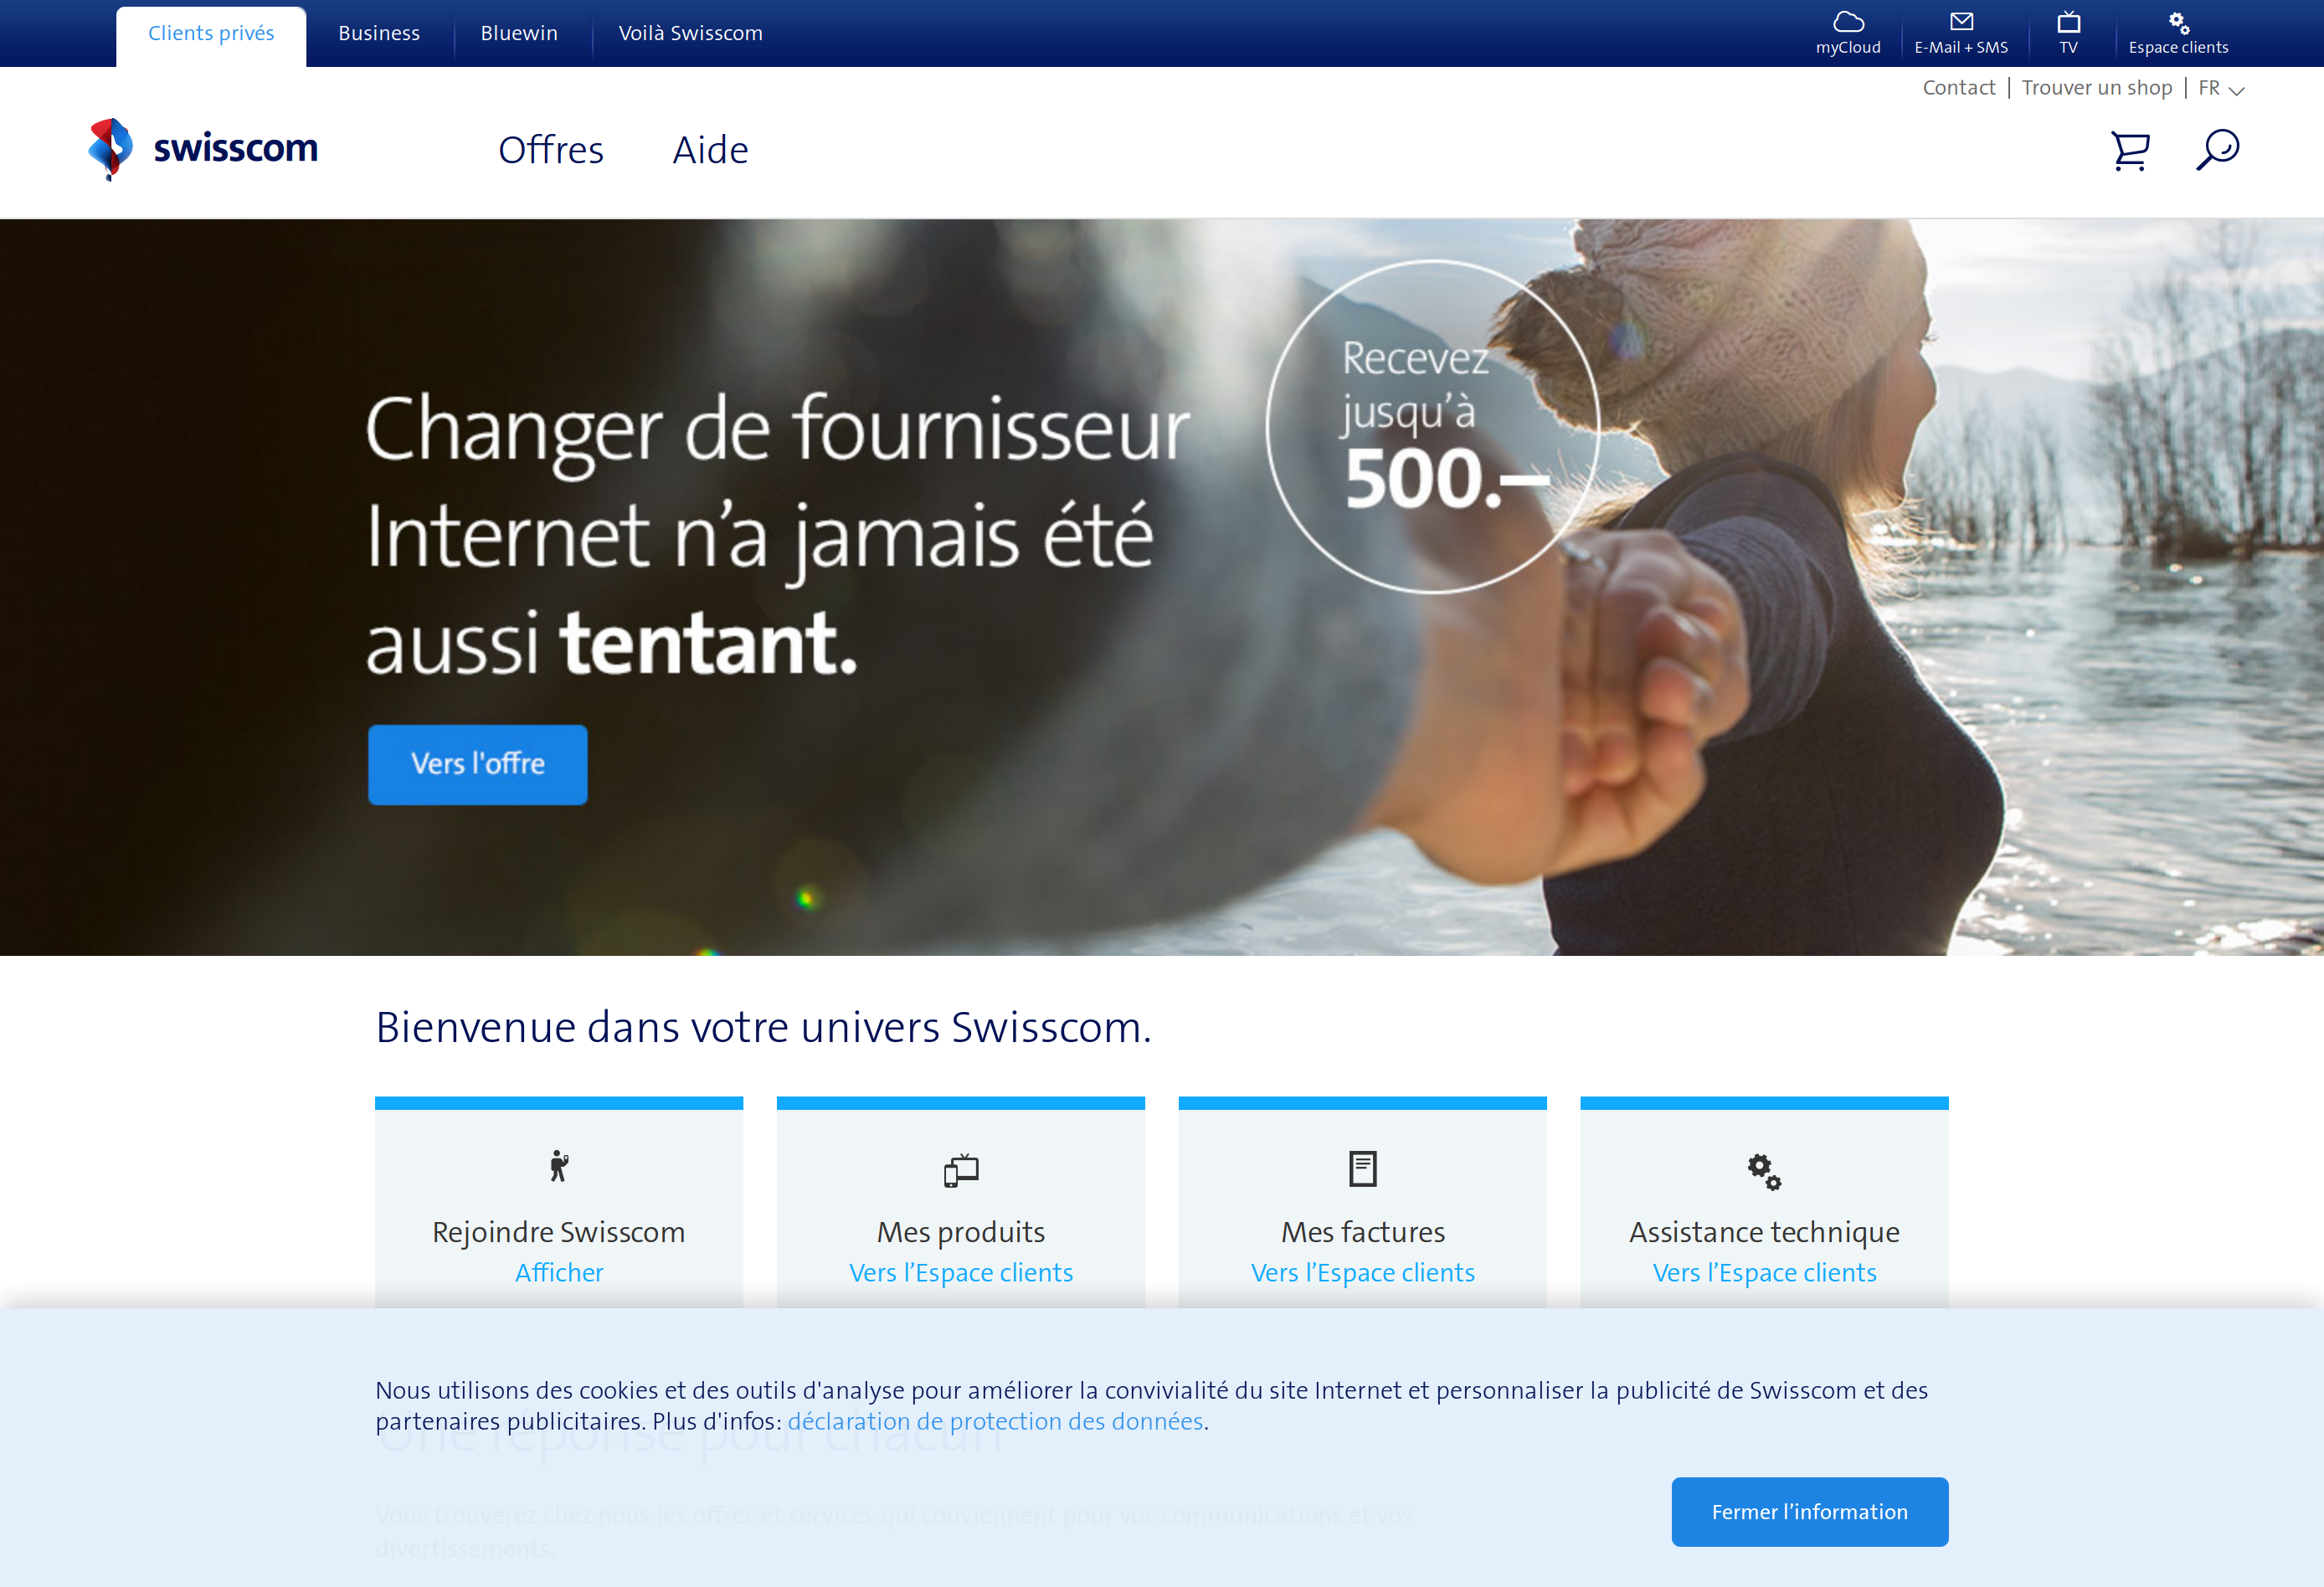 Clients privés
Business
Bluewin
Voilà Swisscom
myCloud
E-Mail + SMS
TV
Espace clients
Contact
Trouver un shop
FR
swisscom
Offres
Aide
Changer de fournisseur
Internet n’a jamais été
aussi tentant.
Recevez
jusqu’à
500.–
Vers l'offre
Bienvenue dans votre univers Swisscom.
Rejoindre Swisscom
Afficher
Mes produits
Vers l’Espace clients
Mes factures
Vers l’Espace clients
Assistance technique
Vers l’Espace clients
Nous utilisons des cookies et des outils d'analyse pour améliorer la convivialité du site Internet et personnaliser la publicité de Swisscom et des
partenaires publicitaires. Plus d'infos: déclaration de protection des données.
Une réponse pour chacun
Vous trouverez chez nous les offres et services qui conviennent pour vos communications et vos
divertissements.
Fermer l’information